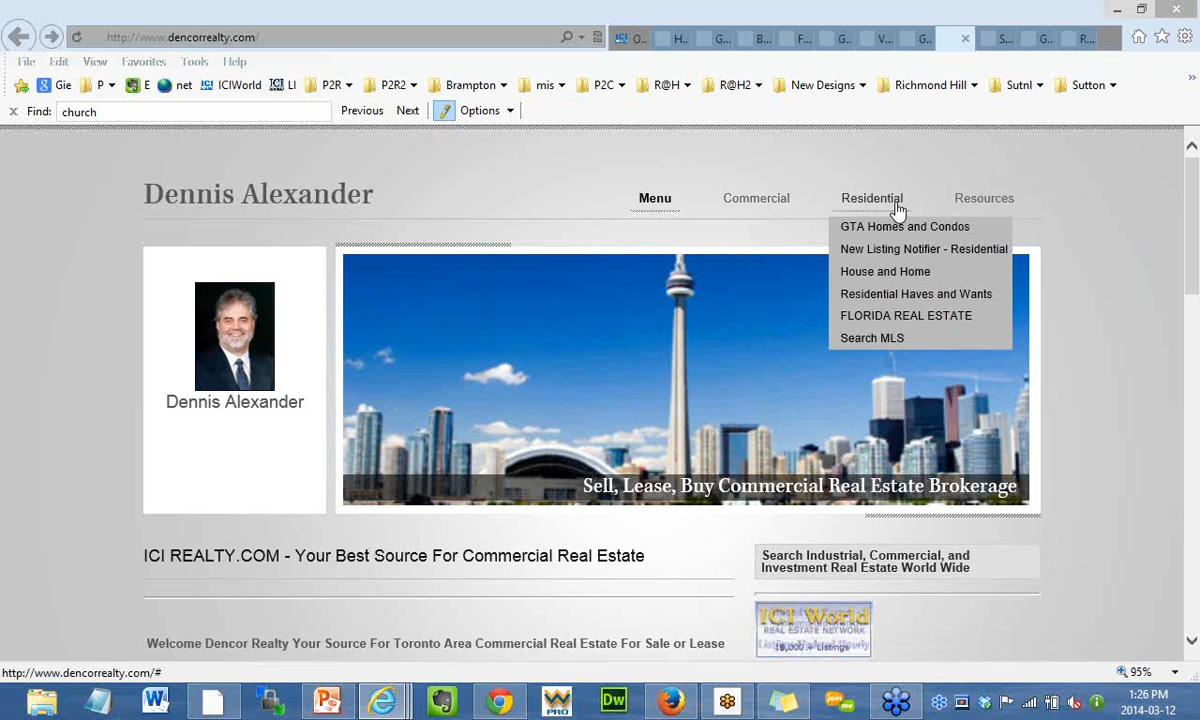 http://www.dencorrealty.com/
O.. H.. G.. B.. F.. G.. V.. G.. S.. G.. R..
File Edit View Favorites Tools Help
Gie P E net ICIWorld LI P2R P2R2 Brampton mis P2C R@H R@H2 New Designs Richmond Hill Sutnl Sutton
Find: church Previous Next Options
Dennis Alexander
Menu Commercial Residential Resources
GTA Homes and Condos
New Listing Notifier - Residential
House and Home
Residential Haves and Wants
FLORIDA REAL ESTATE
Search MLS
Dennis Alexander
Sell, Lease, Buy Commercial Real Estate Brokerage
ICI REALTY.COM - Your Best Source For Commercial Real Estate
Search Industrial, Commercial, and
Investment Real Estate World Wide
ICI World
REAL ESTATE NETWORK
Listings Updated Hourly
Welcome Dencor Realty Your Source For Toronto Area Commercial Real Estate For Sale or Lease
http://www.dencorrealty.com/#
95%
1:26 PM
2014-03-12